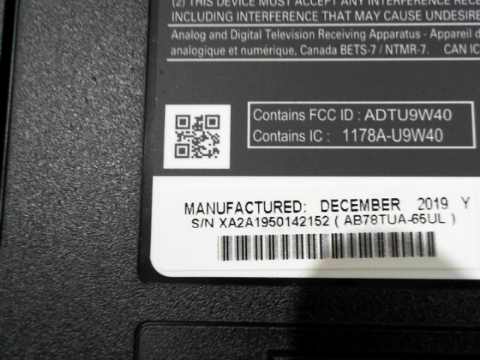 (2) THIS DEVICE MUST ACCEPT ANY INTERFERENCE RECE
INCLUDING INTERFERENCE THAT MAY CAUSE UNDESIRE
Analog and Digital Television Receiving Apparatus - Appareil d
analogique et numérique, Canada BETS-7 / NTMR-7. CAN IC
Contains FCC ID : ADTU9W40
Contains IC : 1178A-U9W40
MANUFACTURED: DECEMBER 2019 Y
S/N XA2A1950142152 ( AB78TUA-65UL )